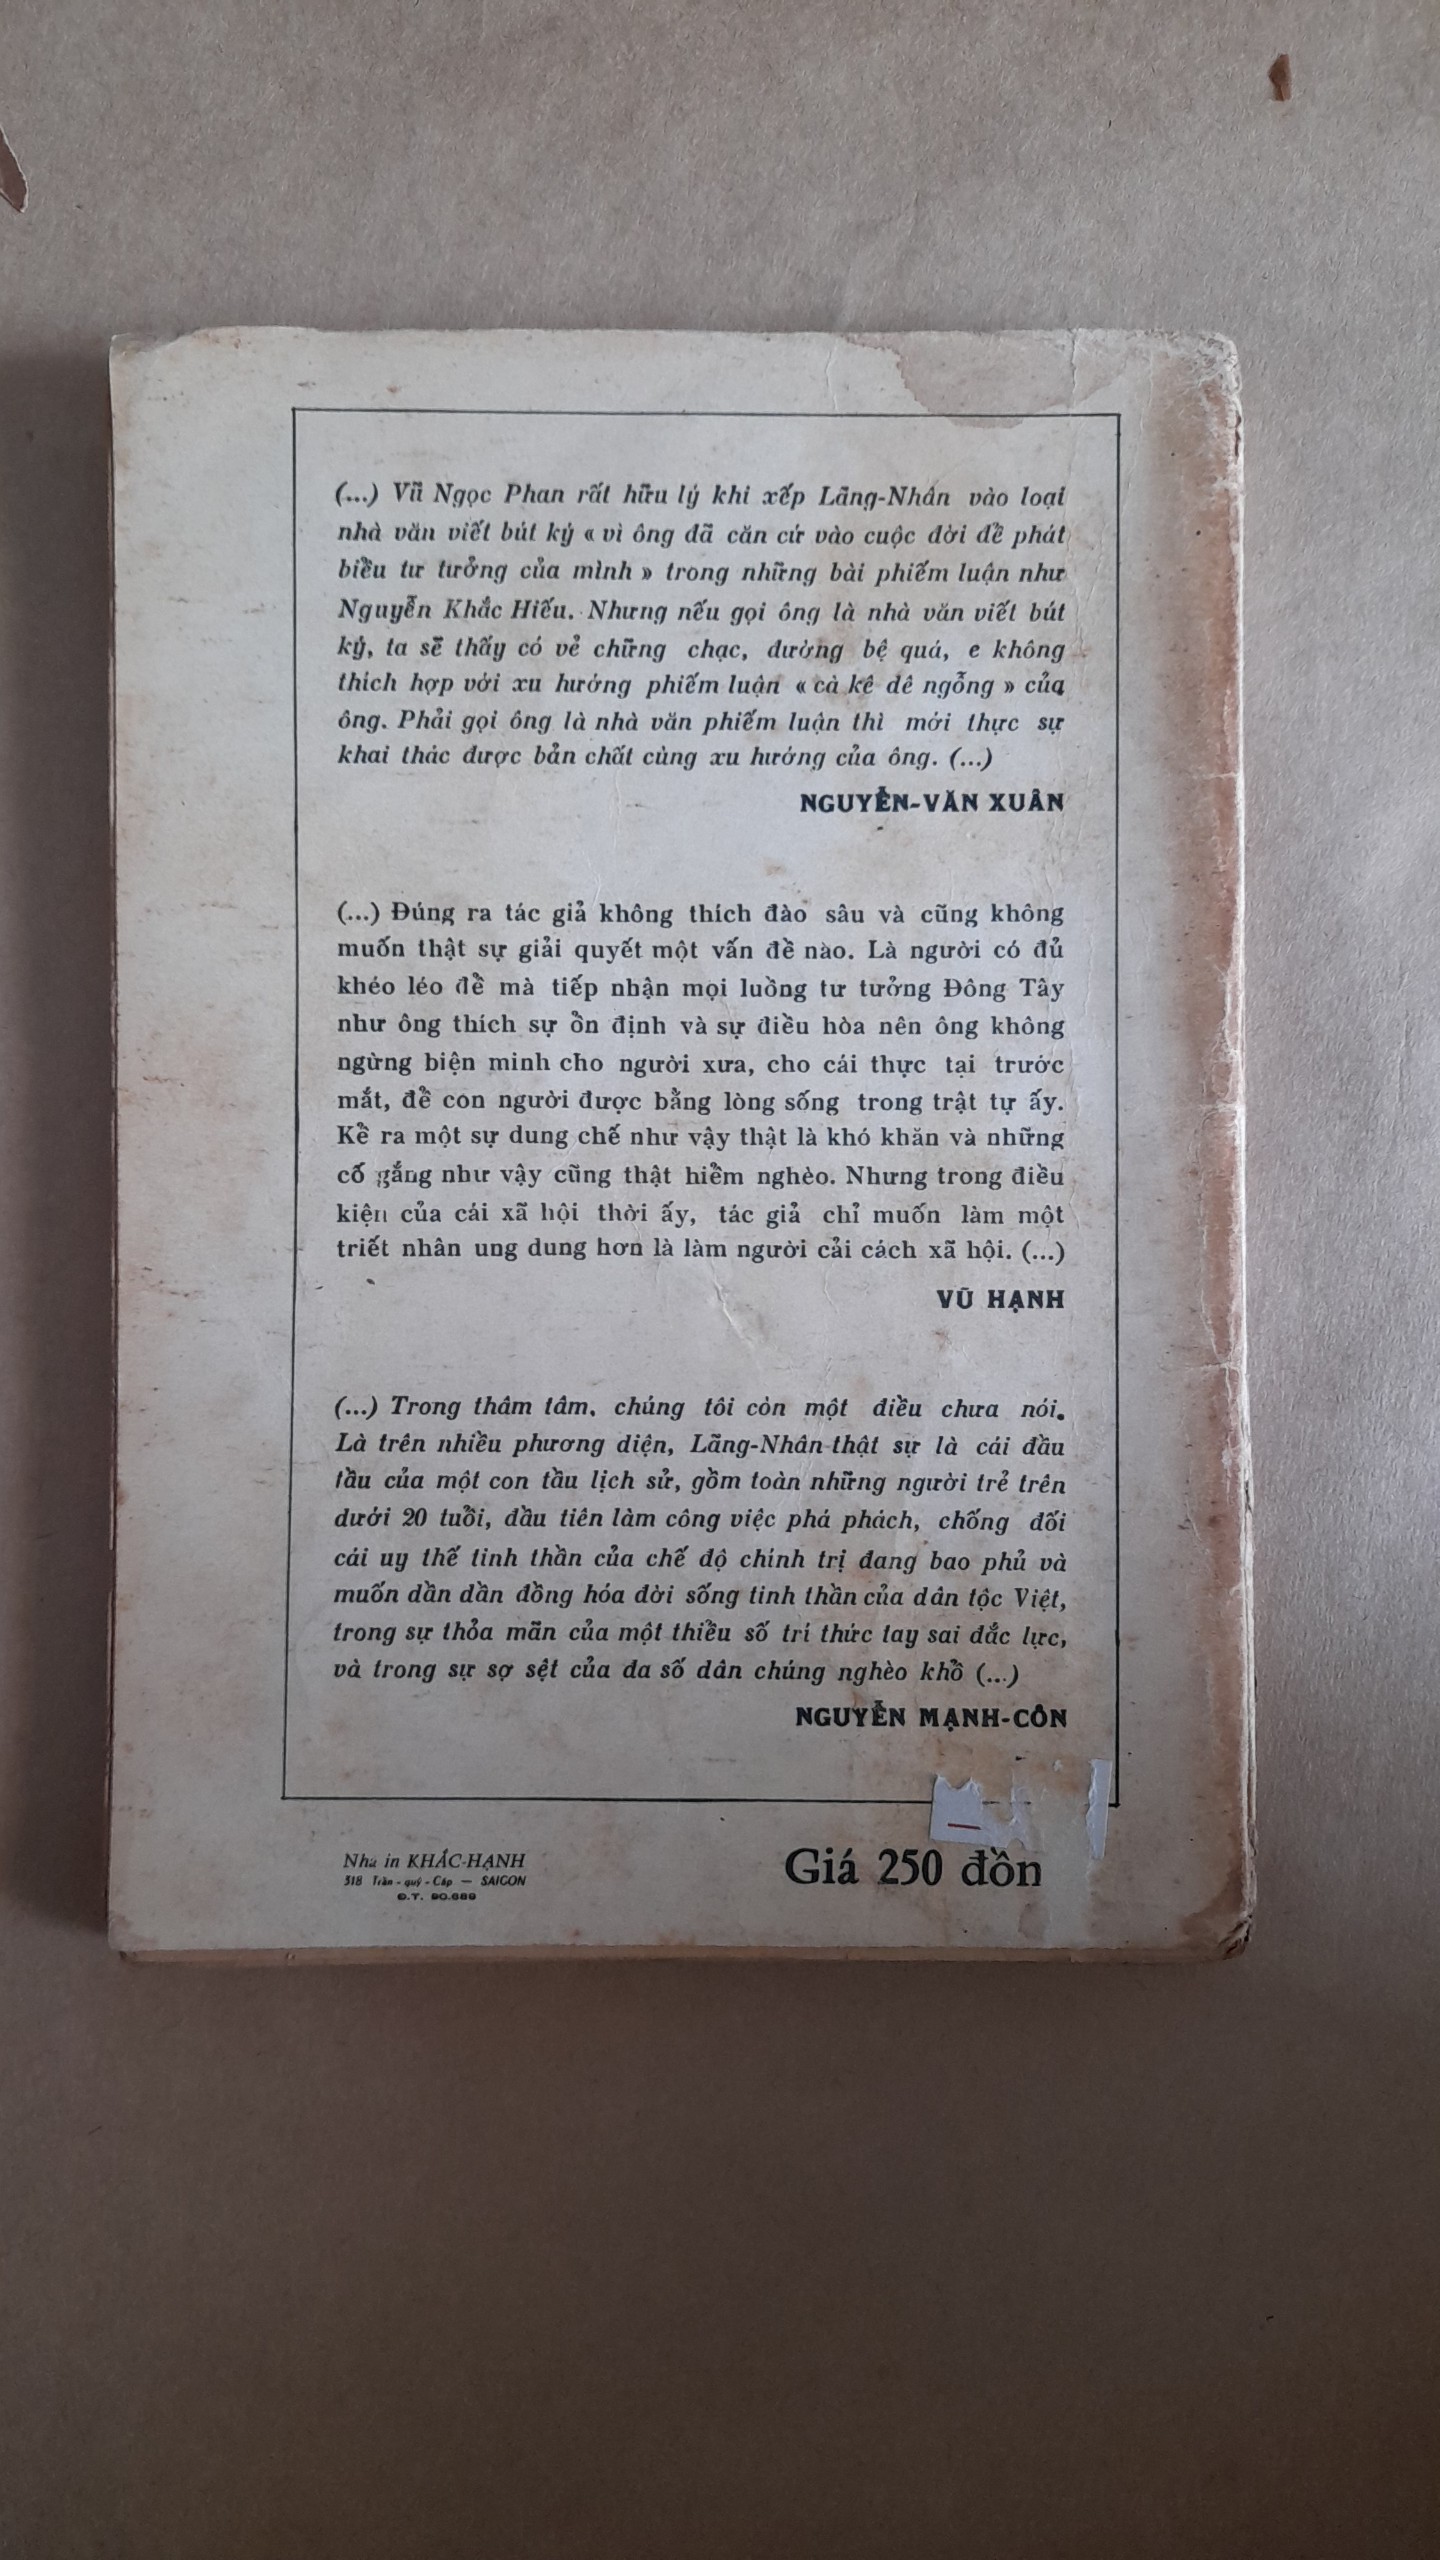 (...) Vũ Ngọc Phan rất hữu lý khi xếp Lãng-Nhân vào loại
nhà văn viết bút ký « vì ông đã căn cứ vào cuộc đời để phát
biểu tư tưởng của mình » trong những bài phiếm luận như
Nguyễn Khắc Hiếu. Nhưng nếu gọi ông là nhà văn viết bút
ký, ta sẽ thấy có vẻ chững chạc, đường bệ quá, e không
thích hợp với xu hướng phiếm luận « cà kê dê ngỗng » của
ông. Phải gọi ông là nhà văn phiếm luận thì mới thực sự
khai thác được bản chất cùng xu hướng của ông. (...)
NGUYỄN-VĂN XUÂN
(...) Đúng ra tác giả không thích đào sâu và cũng không
muốn thật sự giải quyết một vấn đề nào. Là người có đủ
khéo léo để mà tiếp nhận mọi luồng tư tưởng Đông Tây
như ông thích sự ổn định và sự điều hòa nên ông không
ngừng biện minh cho người xưa, cho cái thực tại trước
mắt, để con người được bằng lòng sống trong trật tự ấy.
Kể ra một sự dung chế như vậy thật là khó khăn và những
cố gắng như vậy cũng thật hiểm nghèo. Nhưng trong điều
kiện của cái xã hội thời ấy, tác giả chỉ muốn làm một
triết nhân ung dung hơn là làm người cải cách xã hội. (...)
VŨ HẠNH
(...) Trong thâm tâm, chúng tôi còn một điều chưa nói.
Là trên nhiều phương diện, Lãng-Nhân thật sự là cái đầu
tầu của một con tầu lịch sử, gồm toàn những người trẻ trên
dưới 20 tuổi, đầu tiên làm công việc phá phách, chống đối
cái uy thế tinh thần của chế độ chính trị đang bao phủ và
muốn dần dần đồng hóa đời sống tinh thần của dân tộc Việt,
trong sự thỏa mãn của một thiểu số trí thức tay sai đắc lực,
và trong sự sợ sệt của đa số dân chúng nghèo khổ (...)
NGUYỄN MẠNH-CÔN
Nhà in KHẮC-HẠNH
318 Trần - quý - Cáp — SAIGON
Đ.T. 90.689
Giá 250 đồn